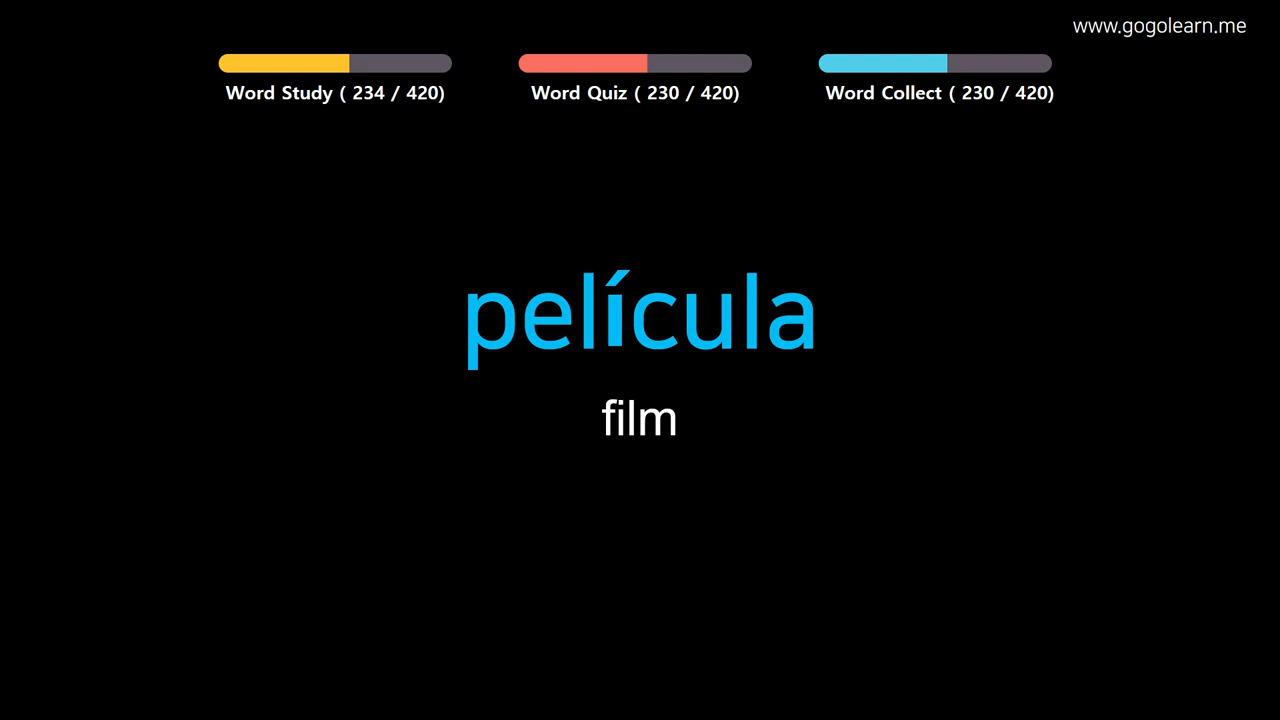 www.gogolearn.me
Word Study ( 234 / 420)
Word Quiz ( 230 / 420)
Word Collect ( 230 / 420)
película
film